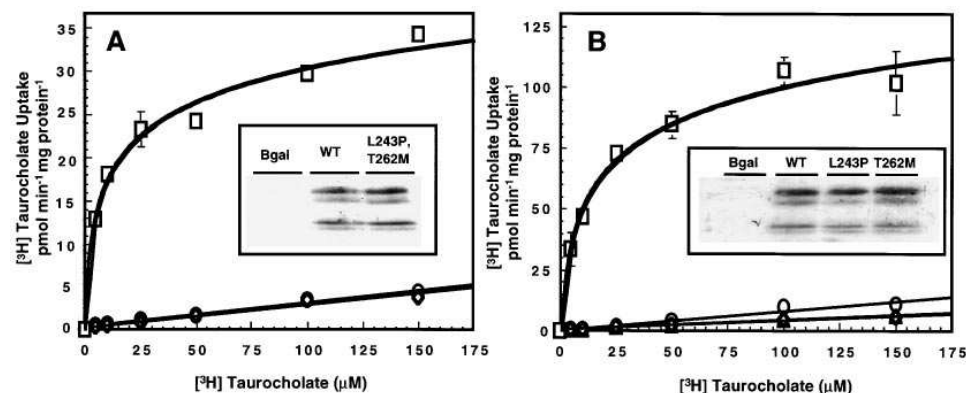 A
[³H] Taurocholate Uptake
pmol min⁻¹ mg protein⁻¹
35
30
25
20
15
10
5
0
Bgal WT L243P, T262M
0 25 50 75 100 125 150 175
[³H] Taurocholate (μM)
B
[³H] Taurocholate Uptake
pmol min⁻¹ mg protein⁻¹
125
100
75
50
25
0
Bgal WT L243P T262M
0 25 50 75 100 125 150 175
[³H] Taurocholate (μM)